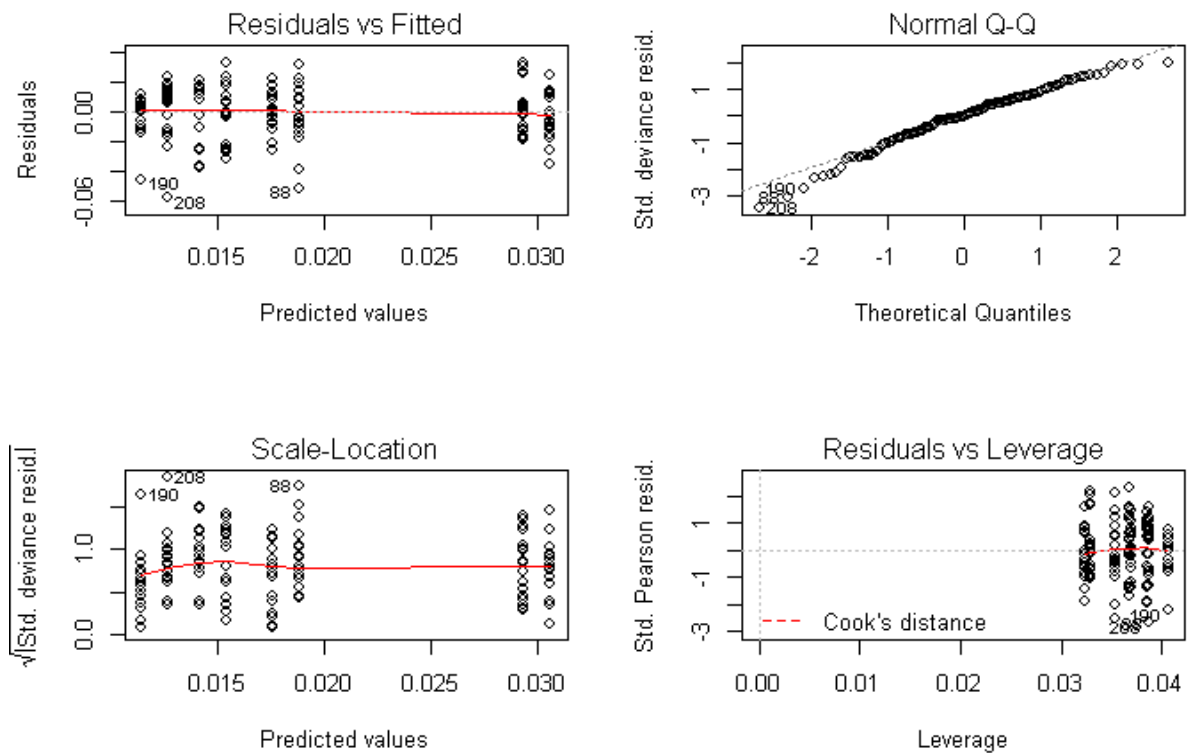 Residuals vs Fitted
Residuals
0.00
-0.06
190
208
88
0.015 0.020 0.025 0.030
Predicted values
Normal Q-Q
Std. deviance resid.
1
-1
-3
190
88
208
-2 -1 0 1 2
Theoretical Quantiles
Scale-Location
√|Std. deviance resid.|
1.0
0.0
190
208
88
0.015 0.020 0.025 0.030
Predicted values
Residuals vs Leverage
Std. Pearson resid.
1
-1
-3
Cook's distance
190
0.00 0.01 0.02 0.03 0.04
Leverage